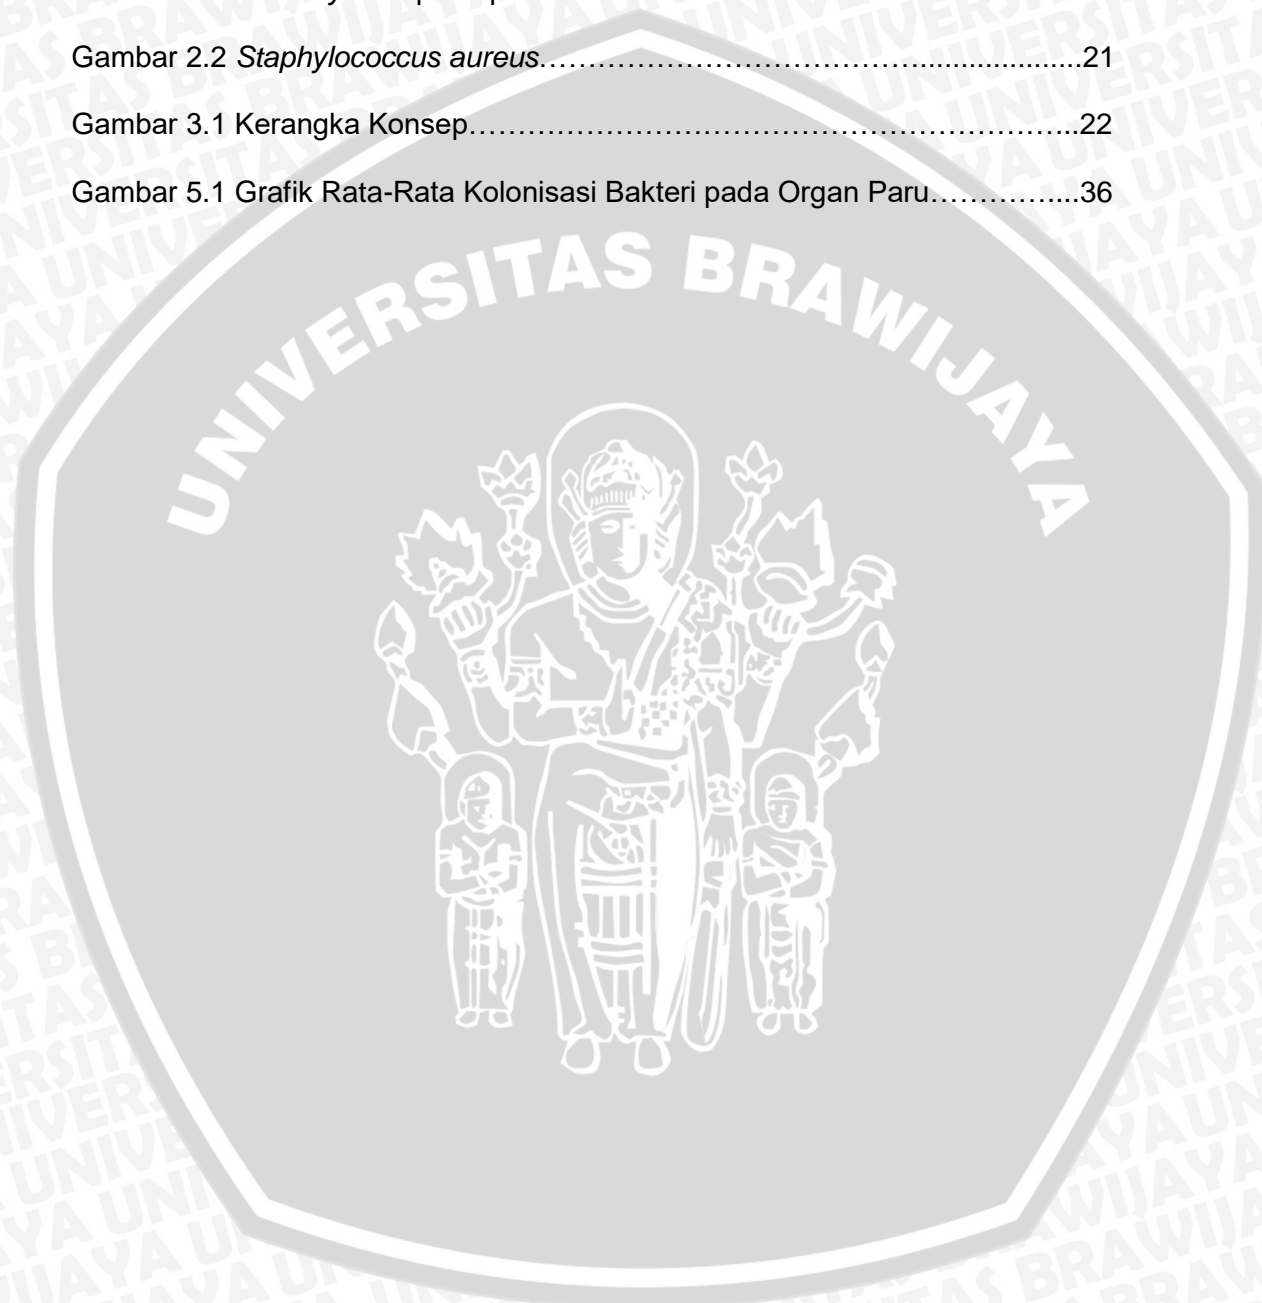 Gambar 2.2 Staphylococcus aureus…………………………………....................21
Gambar 3.1 Kerangka Konsep……………………………………………………...22
Gambar 5.1 Grafik Rata-Rata Kolonisasi Bakteri pada Organ Paru…………....36
UNIVERSITAS BRAWIJAYA